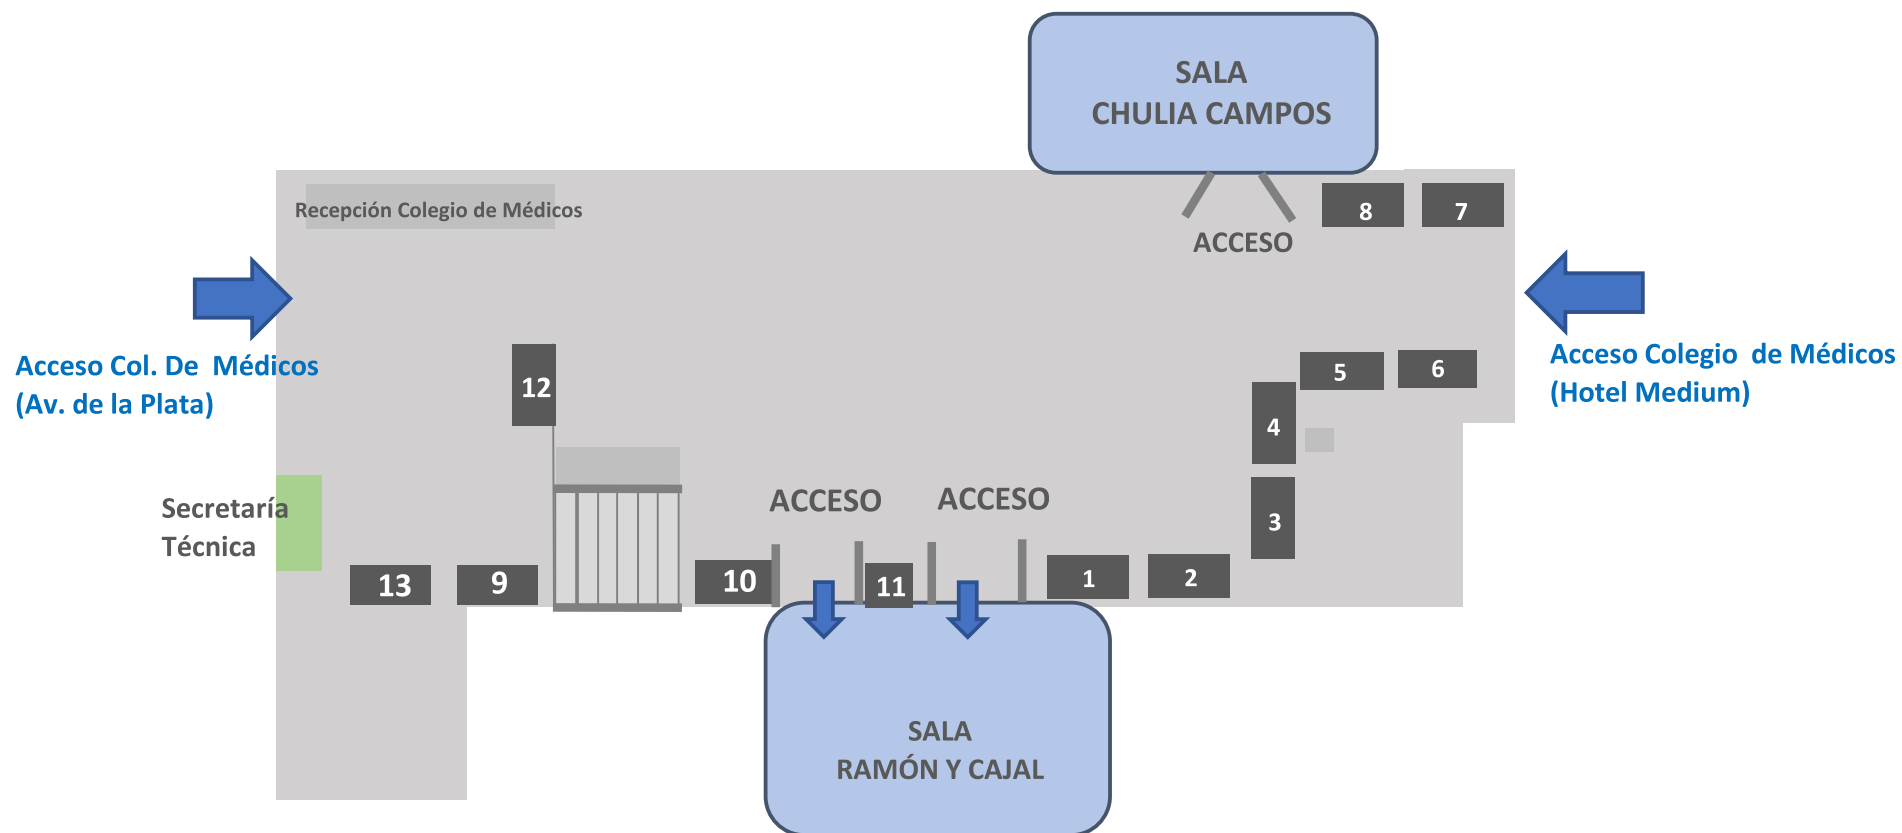 SALA
CHULIA CAMPOS
Recepción Colegio de Médicos
8
7
ACCESO
Acceso Col. De Médicos
(Av. de la Plata)
Acceso Colegio de Médicos
(Hotel Medium)
12
5
6
4
Secretaría
Técnica
ACCESO
ACCESO
3
13
9
10
11
1
2
SALA
RAMÓN Y CAJAL